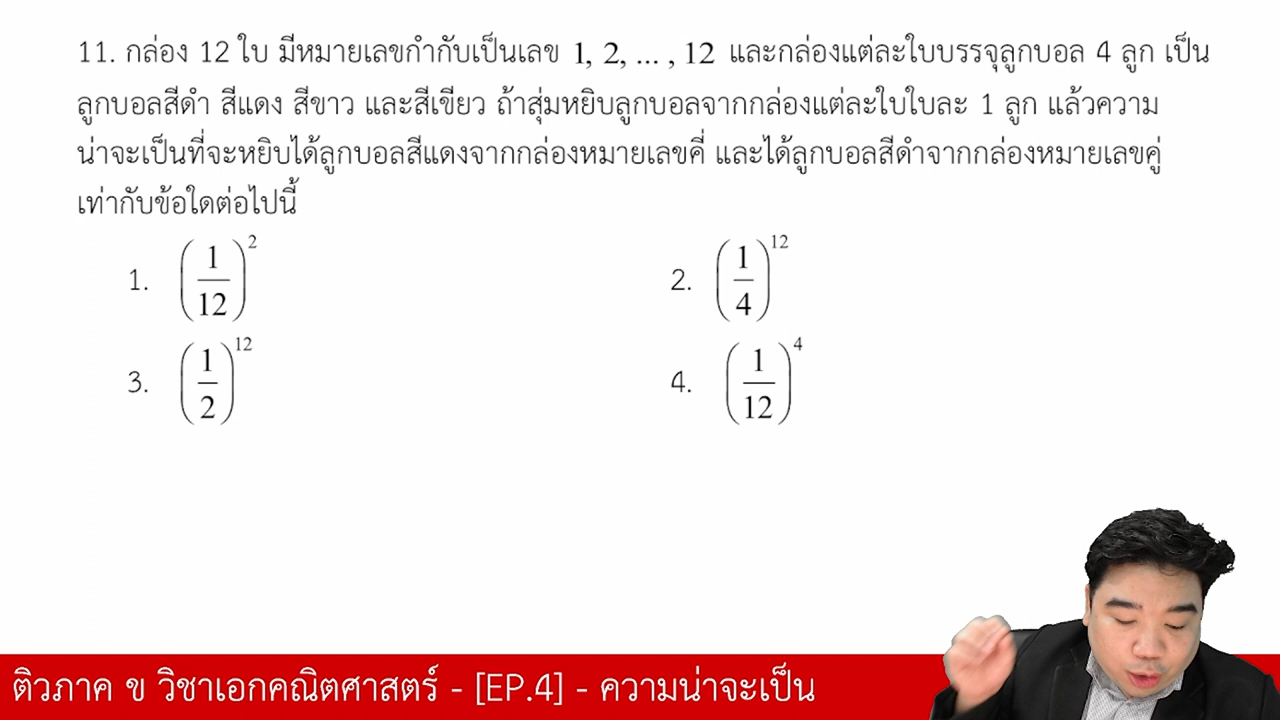 11. กล่อง 12 ใบ มีหมายเลขกำกับเป็นเลข 1, 2, ... , 12 และกล่องแต่ละใบบรรจุลูกบอล 4 ลูก เป็น
ลูกบอลสีดำ สีแดง สีขาว และสีเขียว ถ้าสุ่มหยิบลูกบอลจากกล่องแต่ละใบใบละ 1 ลูก แล้วความ
น่าจะเป็นที่จะหยิบได้ลูกบอลสีแดงจากกล่องหมายเลขคี่ และได้ลูกบอลสีดำจากกล่องหมายเลขคู่
เท่ากับข้อใดต่อไปนี้
1. (1/12)^2
2. (1/4)^12
3. (1/2)^12
4. (1/12)^4
ติวภาค ข วิชาเอกคณิตศาสตร์ - [EP.4] - ความน่าจะเป็น